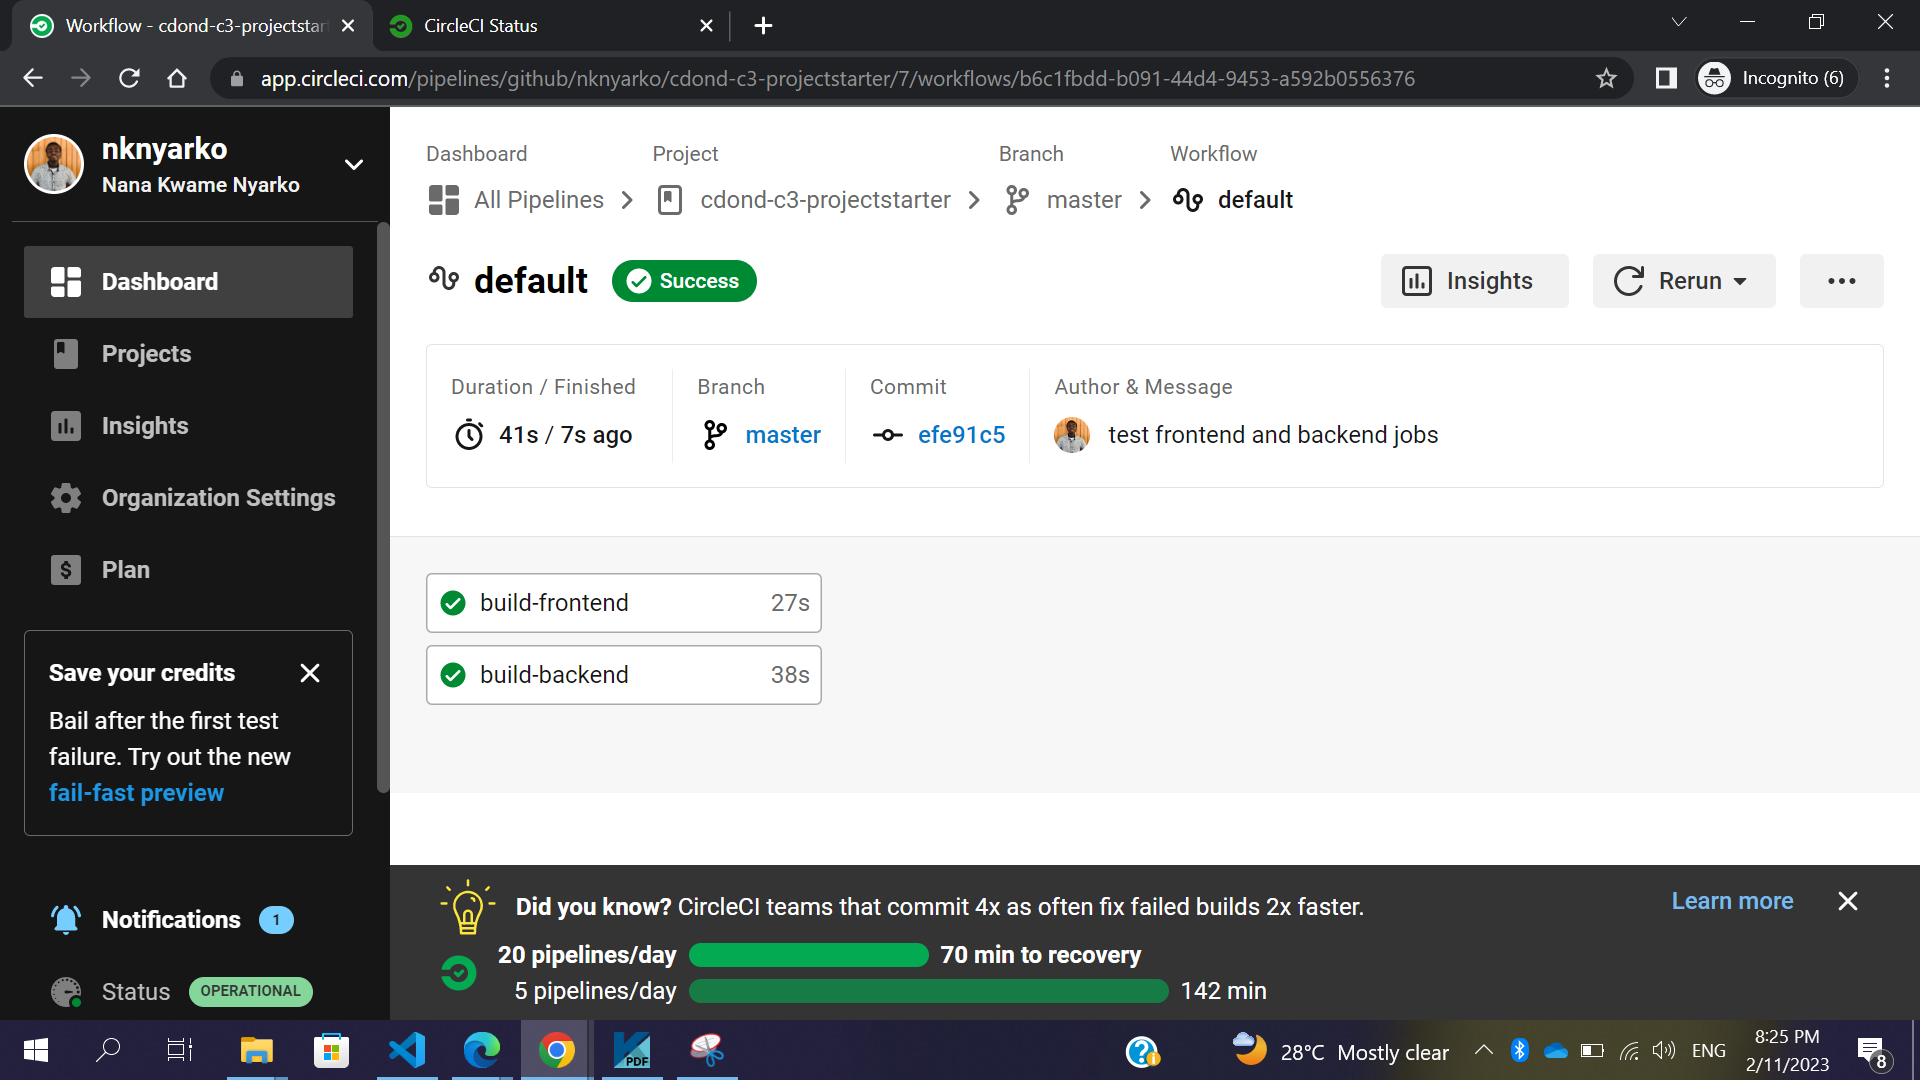 Workflow - cdond-c3-projectstar
CircleCI Status
app.circleci.com/pipelines/github/nknyarko/cdond-c3-projectstarter/7/workflows/b6c1fbdd-b091-44d4-9453-a592b0556376
Incognito (6)
nknyarko
Nana Kwame Nyarko
Dashboard
Projects
Insights
Organization Settings
Plan
Save your credits
Bail after the first test
failure. Try out the new
fail-fast preview
Notifications 1
Status OPERATIONAL
Dashboard Project Branch Workflow
All Pipelines cdond-c3-projectstarter master default
default Success
Insights Rerun
Duration / Finished Branch Commit Author & Message
41s / 7s ago master efe91c5 test frontend and backend jobs
build-frontend 27s
build-backend 38s
Did you know? CircleCI teams that commit 4x as often fix failed builds 2x faster.
Learn more
20 pipelines/day 70 min to recovery
5 pipelines/day 142 min
PDF
28°C Mostly clear
ENG
8:25 PM
2/11/2023
8